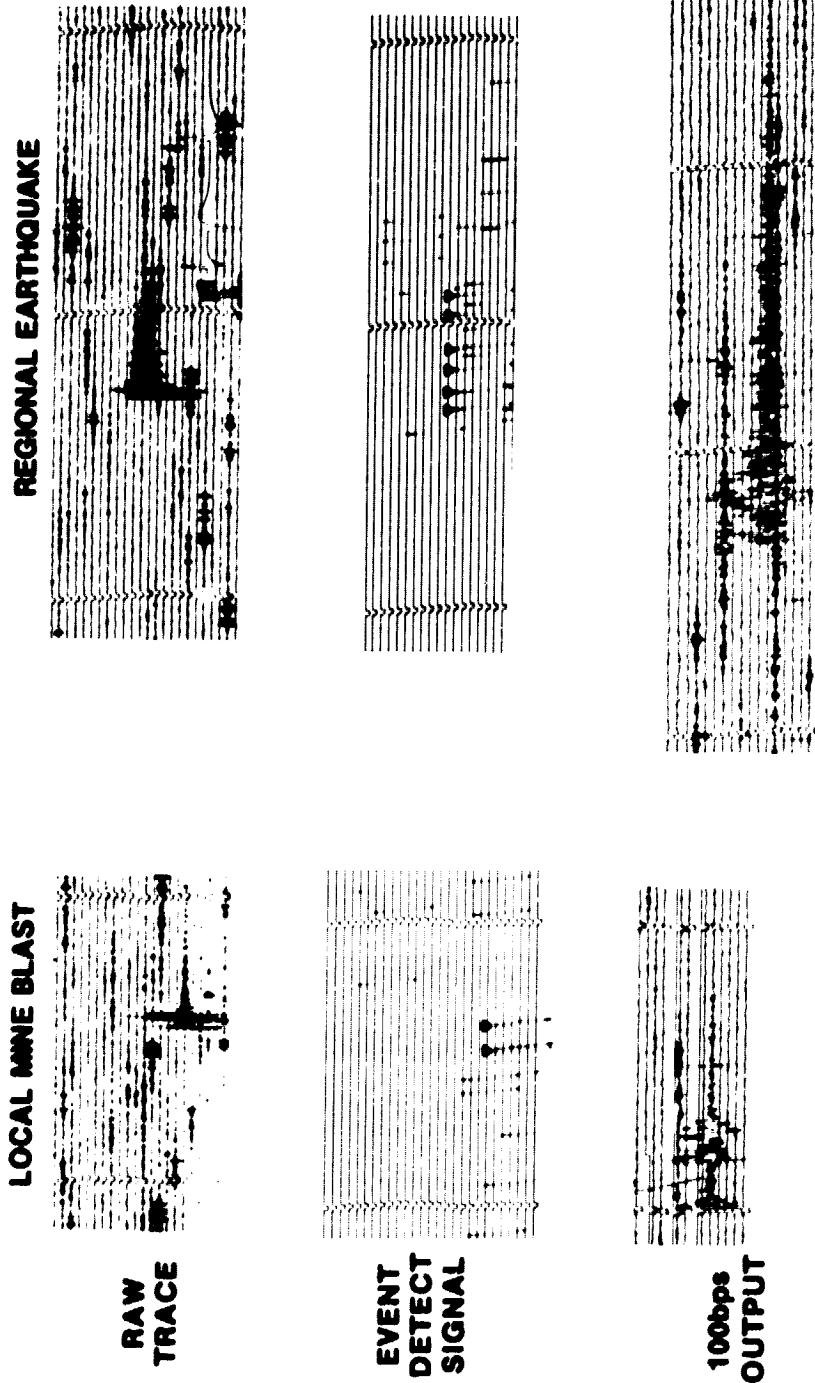 LOCAL MINE BLAST
REGIONAL EARTHQUAKE
RAW
TRACE
EVENT
DETECT
SIGNAL
100bps
OUTPUT